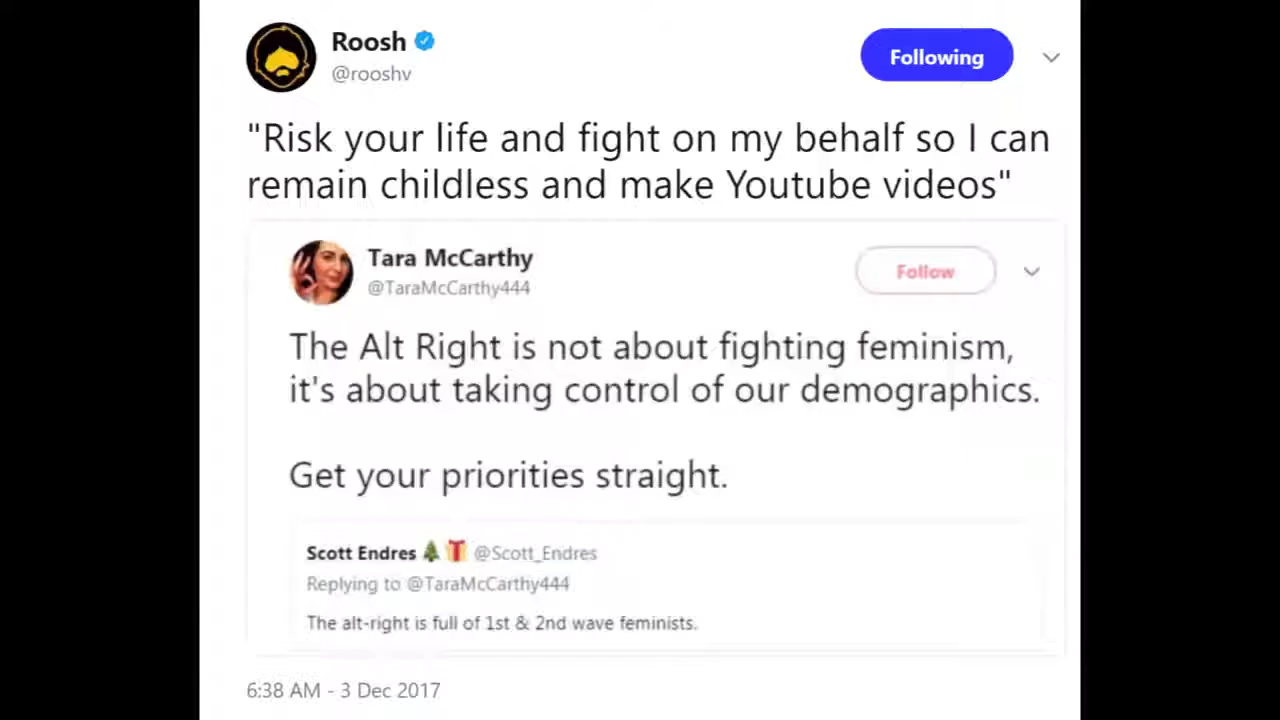 Roosh
@rooshv
Following
"Risk your life and fight on my behalf so I can
remain childless and make Youtube videos"
Tara McCarthy
@TaraMcCarthy444
Follow
The Alt Right is not about fighting feminism,
it's about taking control of our demographics.
Get your priorities straight.
Scott Endres🎄🎁 @Scott_Endres
Replying to @TaraMcCarthy444
The alt-right is full of 1st & 2nd wave feminists.
6:38 AM - 3 Dec 2017